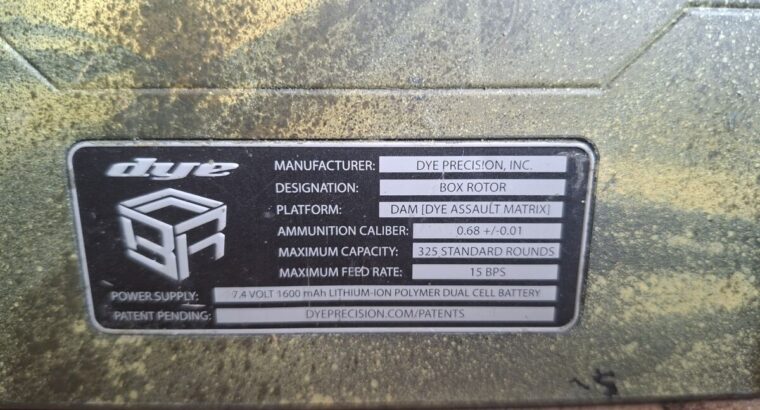 dye
MANUFACTURER: DYE PRECISION, INC.
DESIGNATION: BOX ROTOR
PLATFORM: DAM [DYE ASSAULT MATRIX]
AMMUNITION CALIBER: 0.68 +/-0.01
MAXIMUM CAPACITY: 325 STANDARD ROUNDS
MAXIMUM FEED RATE: 15 BPS
POWER SUPPLY: 7.4 VOLT 1600 mAh LITHIUM-ION POLYMER DUAL CELL BATTERY
PATENT PENDING: DYEPRECISION.COM/PATENTS